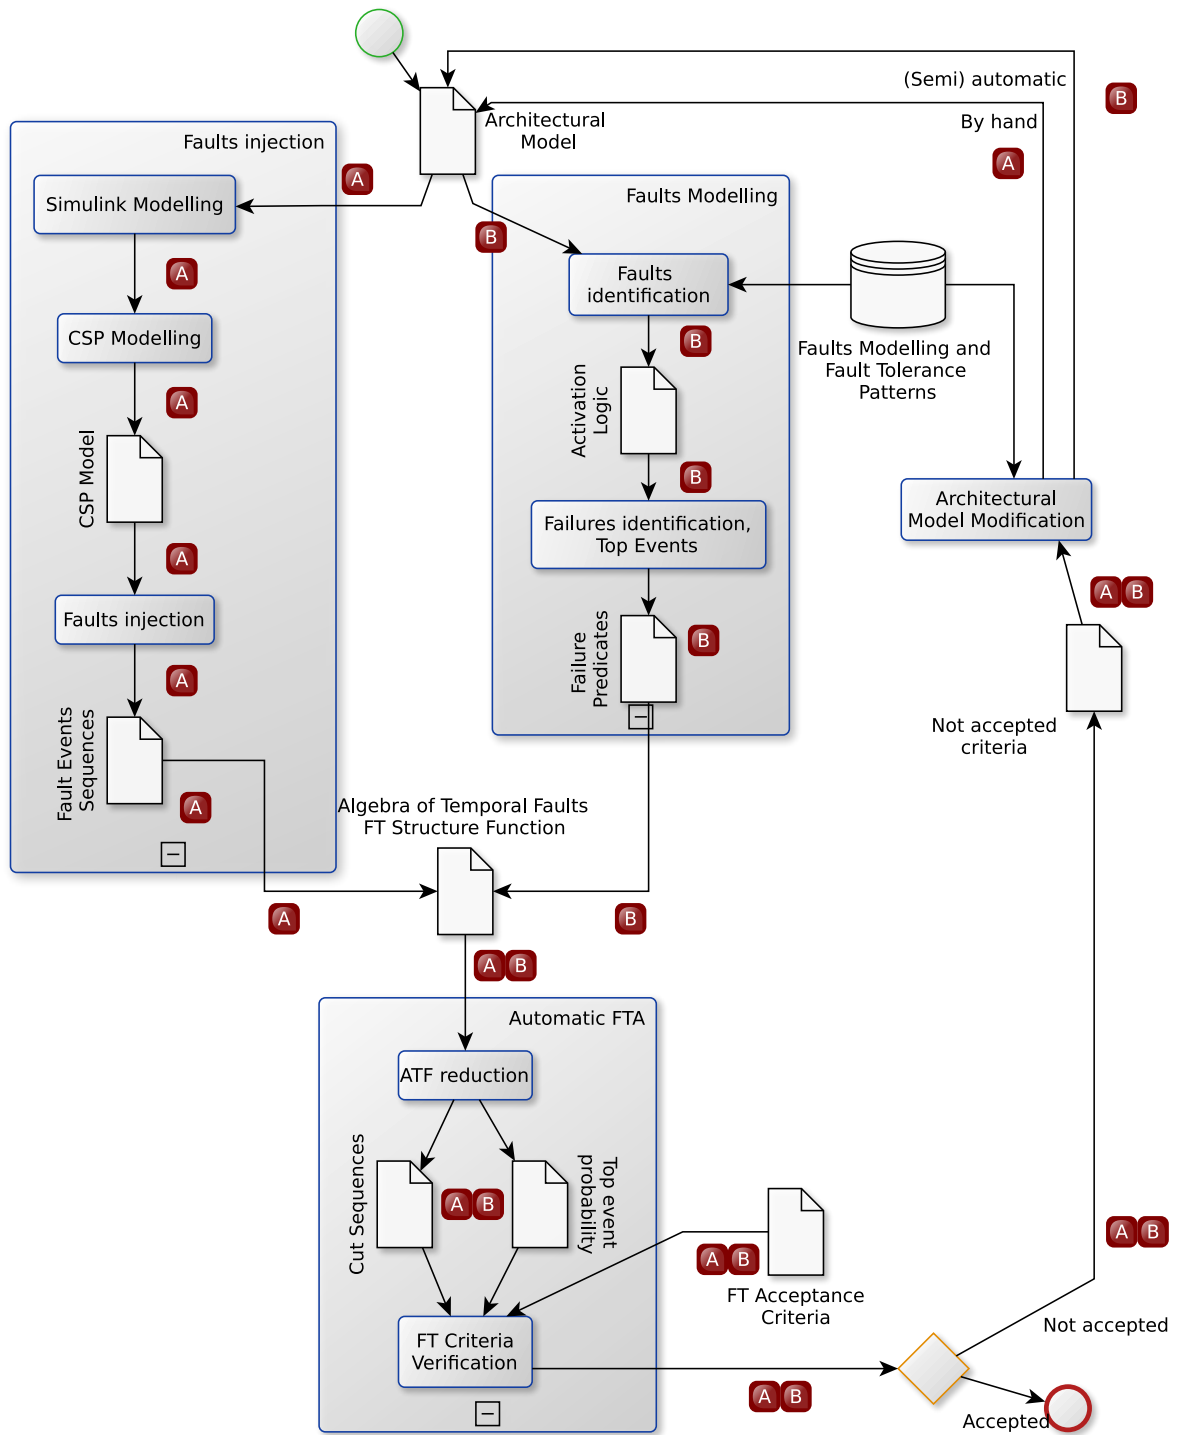 (Semi) automatic
B
By hand
A
Architectural
Model
Faults injection
A
Simulink Modelling
A
CSP Modelling
A
CSP Model
A
Faults injection
A
Fault Events
Sequences
A
A
Faults Modelling
B
Faults
identification
B
Activation
Logic
B
Failures identification,
Top Events
Failure
Predicates
B
B
Faults Modelling and
Fault Tolerance
Patterns
Architectural
Model Modification
A B
Not accepted
criteria
Algebra of Temporal Faults
FT Structure Function
A B
Automatic FTA
ATF reduction
Cut Sequences
A B
Top event
probability
A B
FT Acceptance
Criteria
FT Criteria
Verification
A B
A B
Not accepted
Accepted